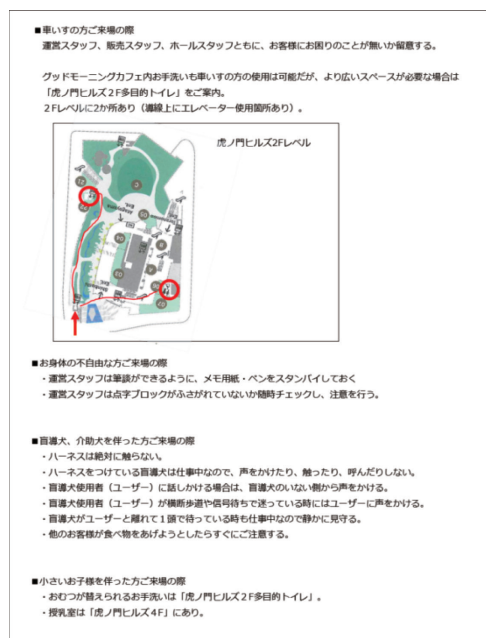 ■車いすの方ご来場の際
運営スタッフ、販売スタッフ、ホールスタッフともに、お客様にお困りのことが無いか留意する。
グッドモーニングカフェ内お手洗いも車いすの方の使用は可能だが、より広いスペースが必要な場合は
「虎ノ門ヒルズ２F多目的トイレ」をご案内。
２Fレベルに2か所あり（導線上にエレベーター使用箇所あり）。
虎ノ門ヒルズ2Fレベル
■お身体の不自由な方ご来場の際
・運営スタッフは筆談ができるように、メモ用紙・ペンをスタンバイしておく
・運営スタッフは点字ブロックがふさがれていないか随時チェックし、注意を行う。
■盲導犬、介助犬を伴った方ご来場の際
・ハーネスは絶対に触らない。
・ハーネスをつけている盲導犬は仕事中なので、声をかけたり、触ったり、呼んだりしない。
・盲導犬使用者（ユーザー）に話しかける場合は、盲導犬のいない側から声をかける。
・盲導犬使用者（ユーザー）が横断歩道や信号待ちで迷っている時にはユーザーに声をかける。
・盲導犬がユーザーと離れて１頭で待っている時も仕事中なので静かに見守る。
・他のお客様が食べ物をあげようとしたらすぐにご注意する。
■小さいお子様を伴った方ご来場の際
・おむつが替えられるお手洗いは「虎ノ門ヒルズ２F多目的トイレ」。
・授乳室は「虎ノ門ヒルズ４F」にあり。